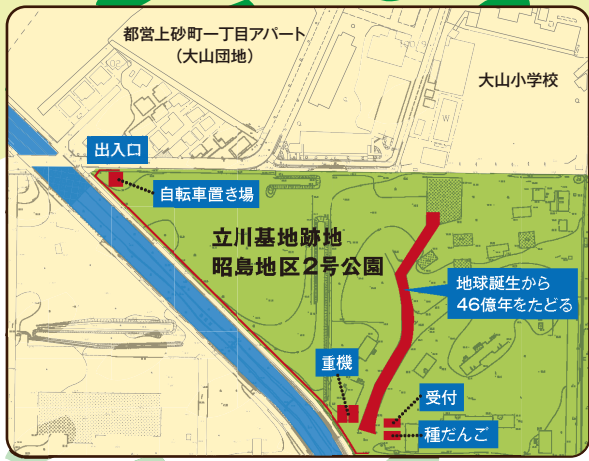 都営上砂町一丁目アパート
（大山団地）
大山小学校
出入口
自転車置き場
立川基地跡地
昭島地区2号公園
地球誕生から
46億年をたどる
重機
受付
種だんご